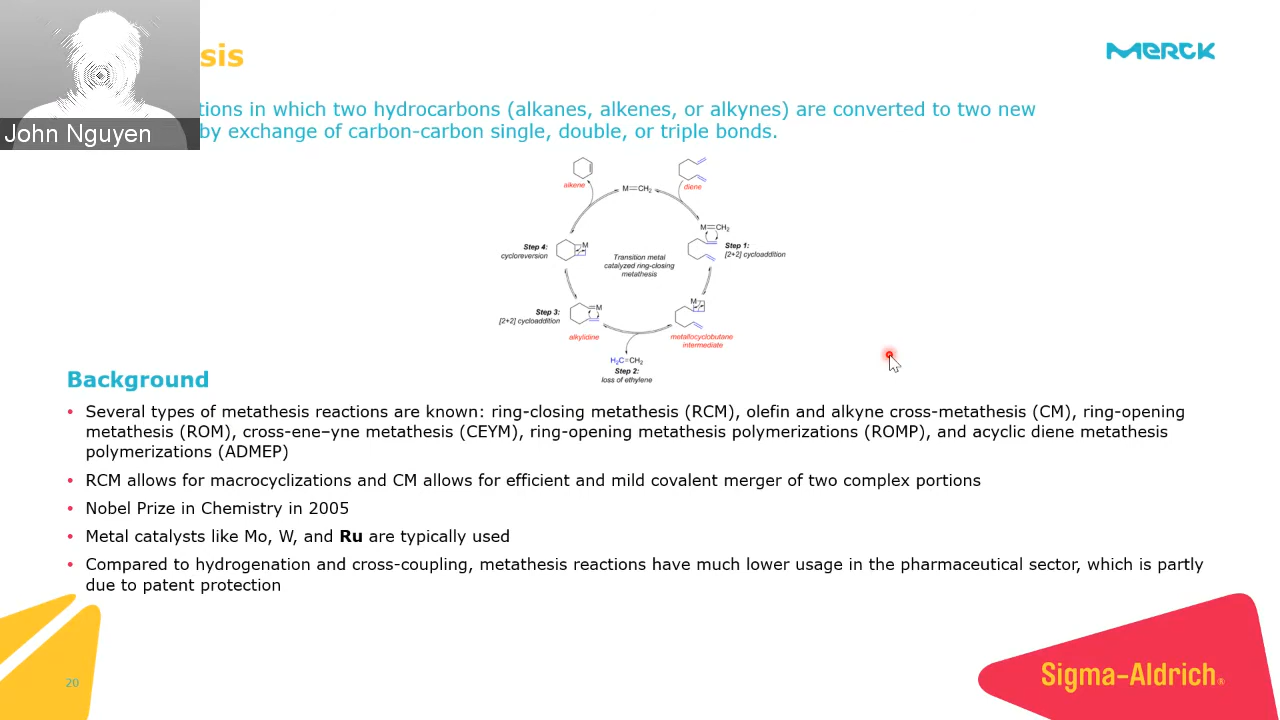 sis
MERCK
tions in which two hydrocarbons (alkanes, alkenes, or alkynes) are converted to two new
John Nguyen
by exchange of carbon-carbon single, double, or triple bonds.
alkene
M=CH2
diene
M=CH2
Step 1:
[2+2] cycloaddition
Step 4:
cycloreversion
M
Transition metal
catalyzed ring-closing
metathesis
M
Step 3:
[2+2] cycloaddition
M
alkylidine
metallocyclobutane
intermediate
H2C=CH2
Step 2:
loss of ethylene
Background
• Several types of metathesis reactions are known: ring-closing metathesis (RCM), olefin and alkyne cross-metathesis (CM), ring-opening
metathesis (ROM), cross-ene–yne metathesis (CEYM), ring-opening metathesis polymerizations (ROMP), and acyclic diene metathesis
polymerizations (ADMEP)
• RCM allows for macrocyclizations and CM allows for efficient and mild covalent merger of two complex portions
• Nobel Prize in Chemistry in 2005
• Metal catalysts like Mo, W, and Ru are typically used
• Compared to hydrogenation and cross-coupling, metathesis reactions have much lower usage in the pharmaceutical sector, which is partly
due to patent protection
20
Sigma-Aldrich®